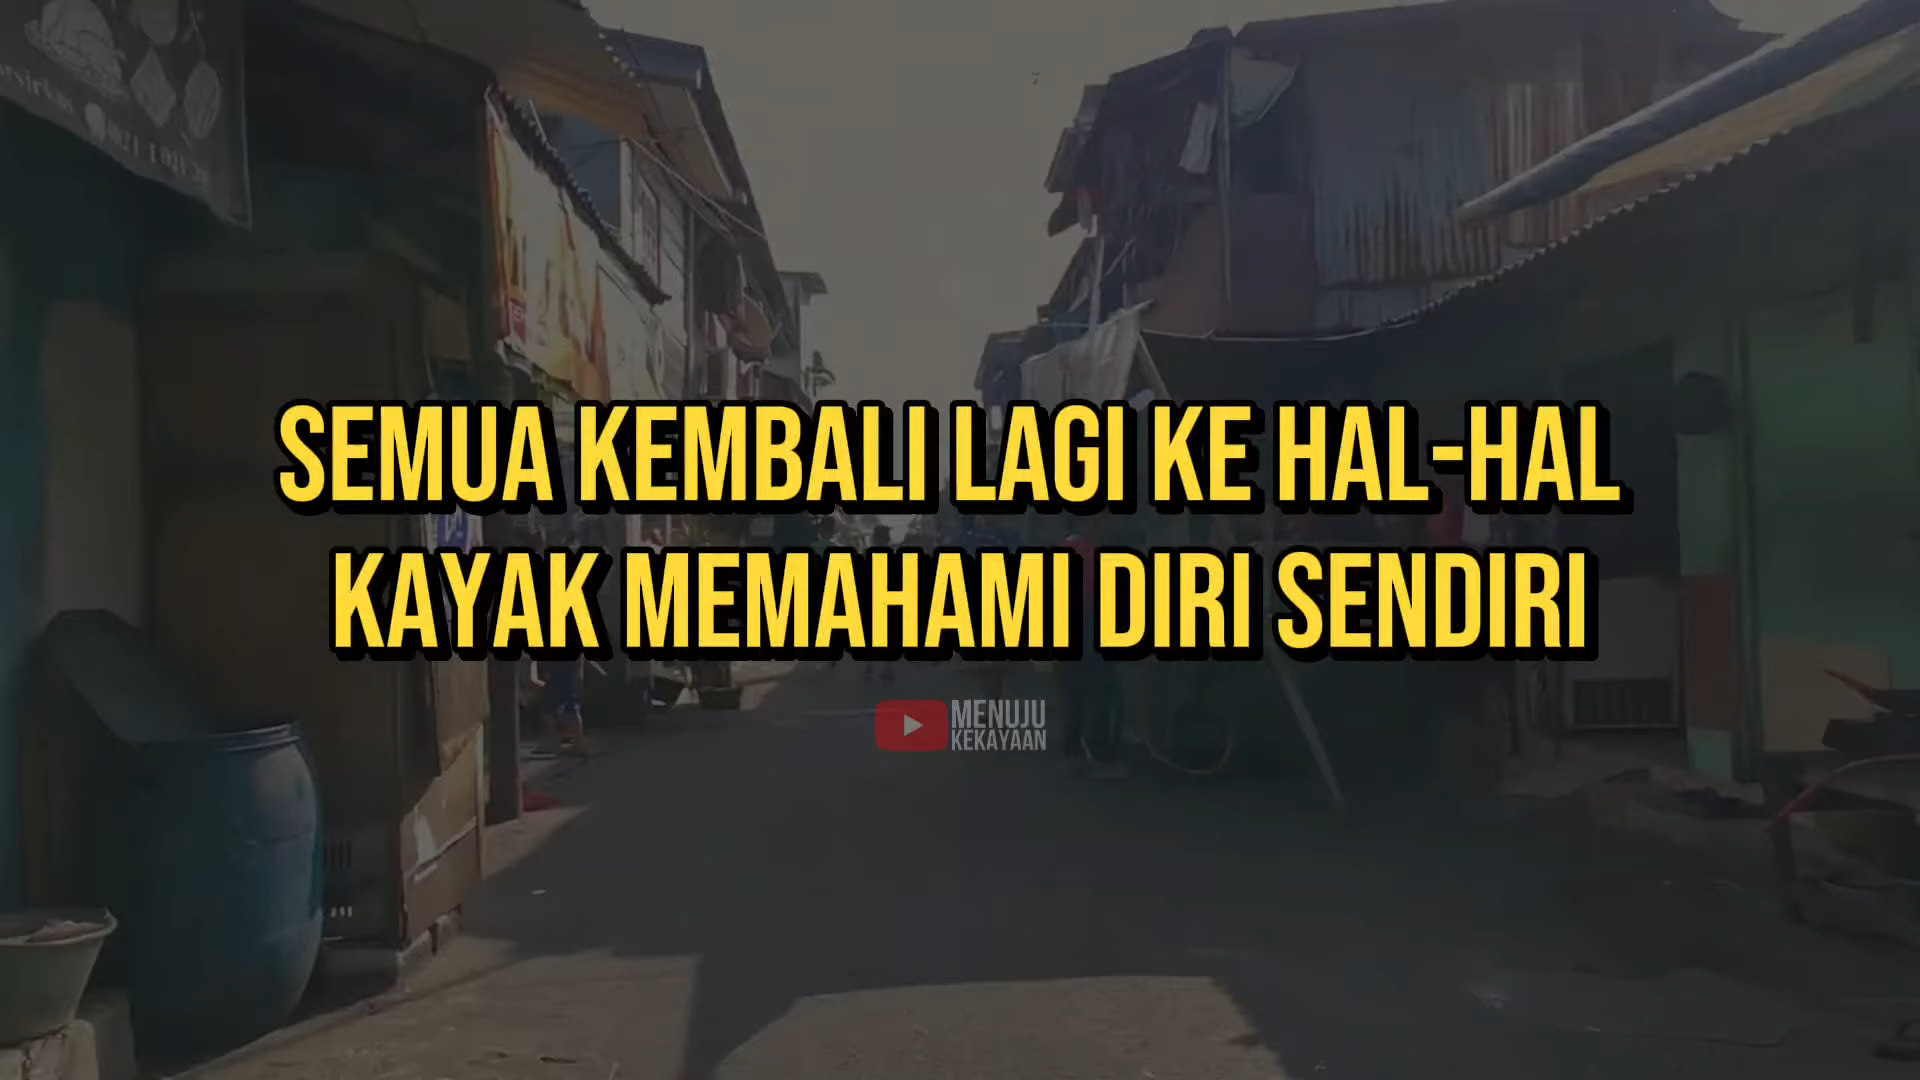 SEMUA KEMBALI LAGI KE HAL-HAL
KAYAK MEMAHAMI DIRI SENDIRI
MENUJU
KEKAYAAN